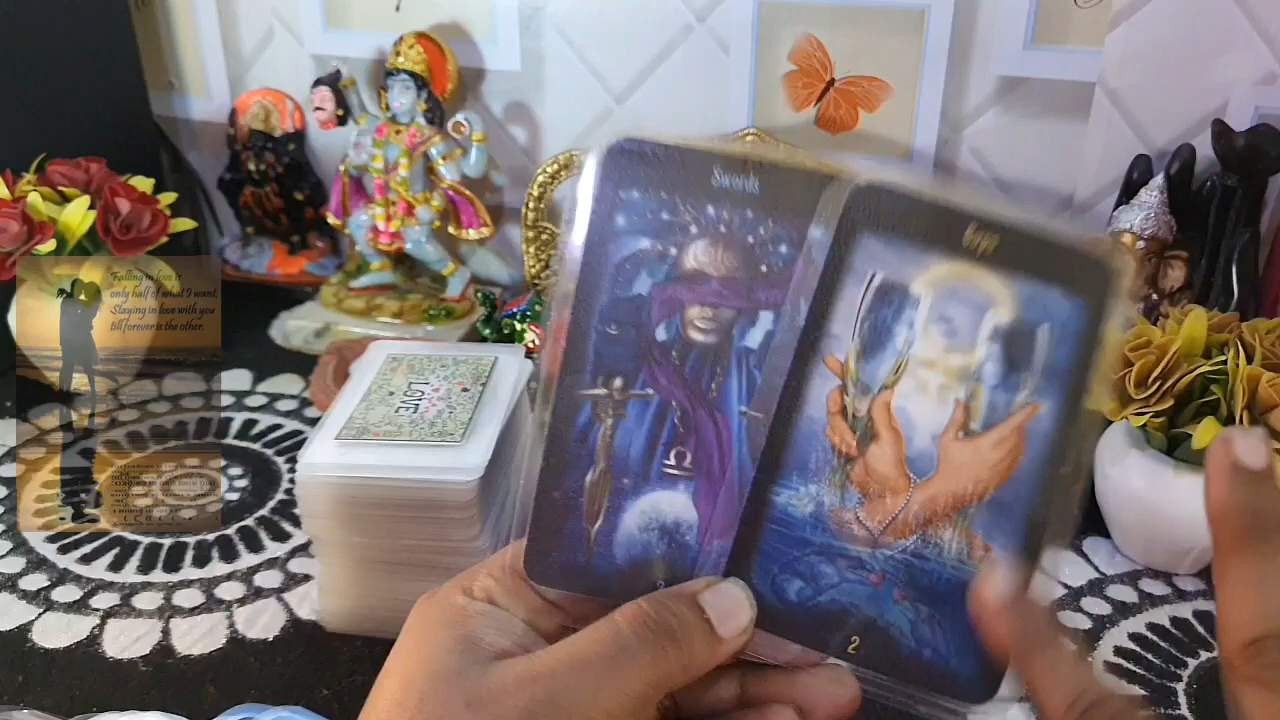 Swords
Cups
2
LOVE
Falling in love is
only half of what I want,
Staying in love with you
till forever is the other.